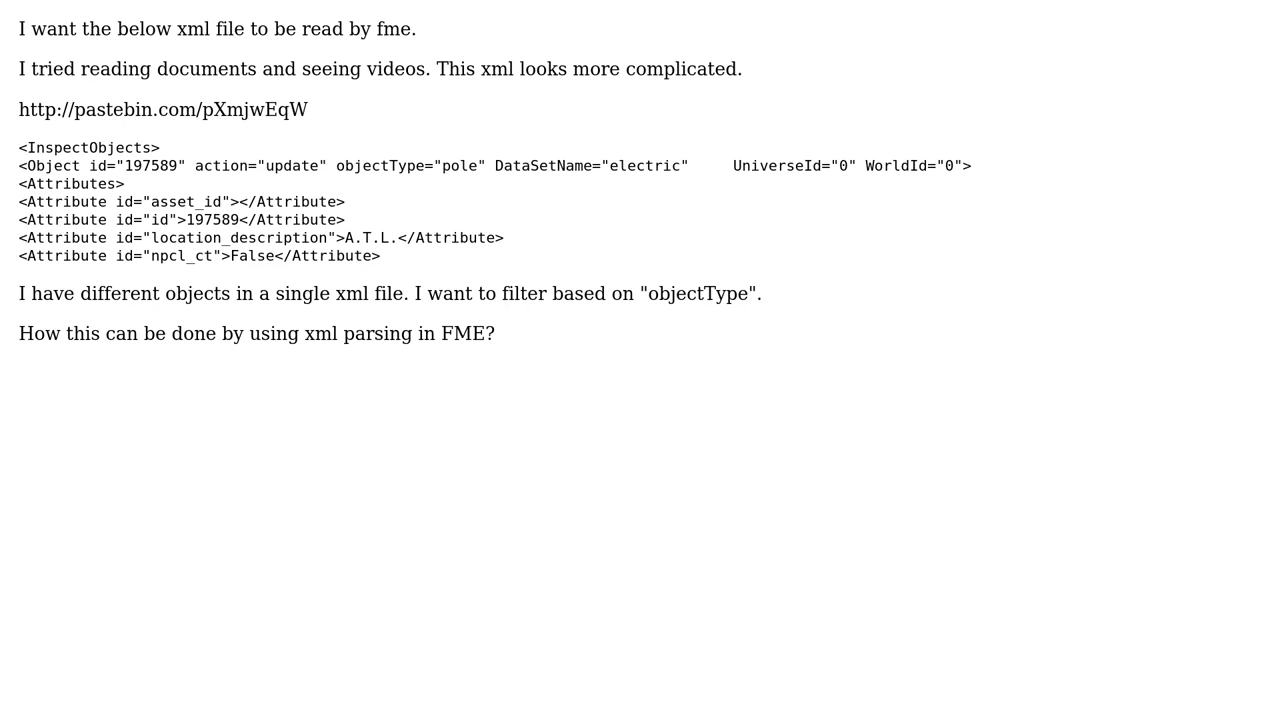 I want the below xml file to be read by fme.
I tried reading documents and seeing videos. This xml looks more complicated.
http://pastebin.com/pXmjwEqW
<InspectObjects>
<Object id="197589" action="update" objectType="pole" DataSetName="electric"     UniverseId="0" WorldId="0">
<Attributes>
<Attribute id="asset_id"></Attribute>
<Attribute id="id">197589</Attribute>
<Attribute id="location_description">A.T.L.</Attribute>
<Attribute id="npcl_ct">False</Attribute>
I have different objects in a single xml file. I want to filter based on "objectType".
How this can be done by using xml parsing in FME?